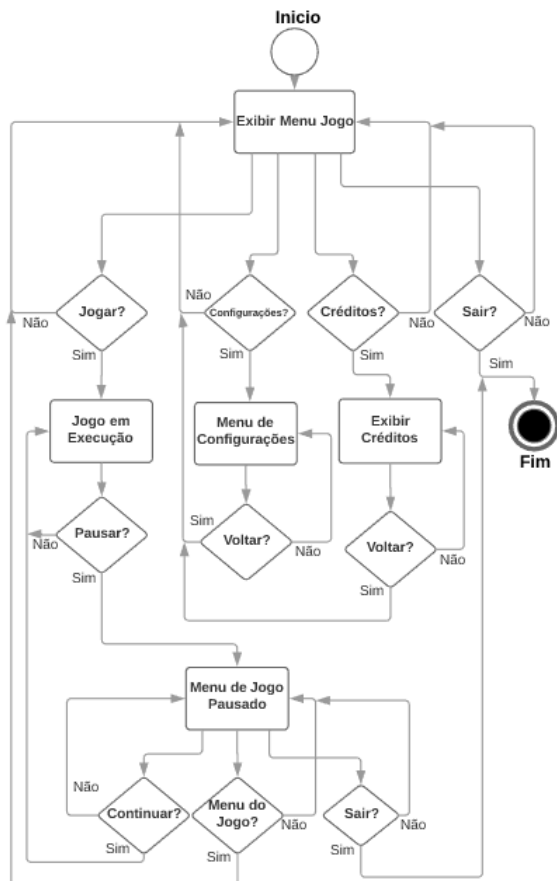 Inicio
Exibir Menu Jogo
Jogar?
Não
Sim
Configurações?
Não
Sim
Créditos?
Não
Sim
Sair?
Não
Sim
Fim
Jogo em
Execução
Menu de
Configurações
Exibir
Créditos
Pausar?
Não
Sim
Voltar?
Sim
Não
Voltar?
Não
Sim
Menu de Jogo
Pausado
Continuar?
Não
Sim
Menu do
Jogo?
Não
Sim
Sair?
Não
Sim